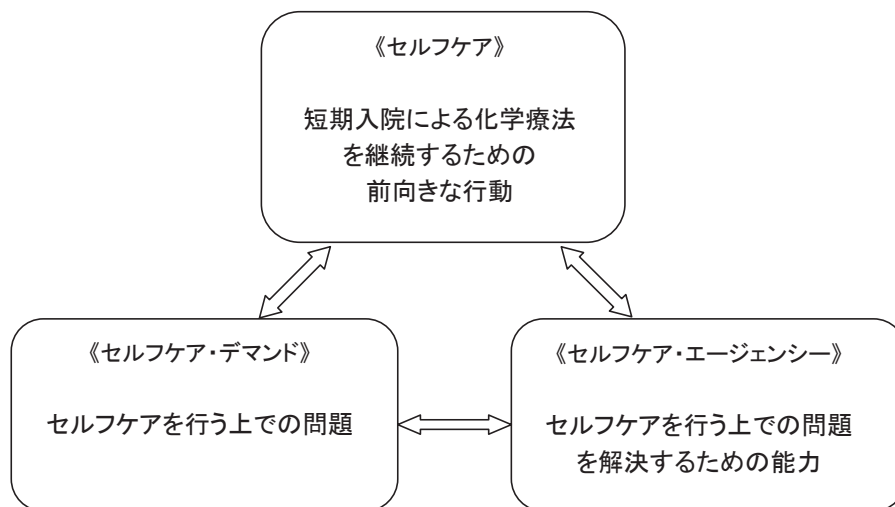 《セルフケア》
短期入院による化学療法
を継続するための
前向きな行動
《セルフケア・デマンド》
セルフケアを行う上での問題
《セルフケア・エージェンシー》
セルフケアを行う上での問題
を解決するための能力